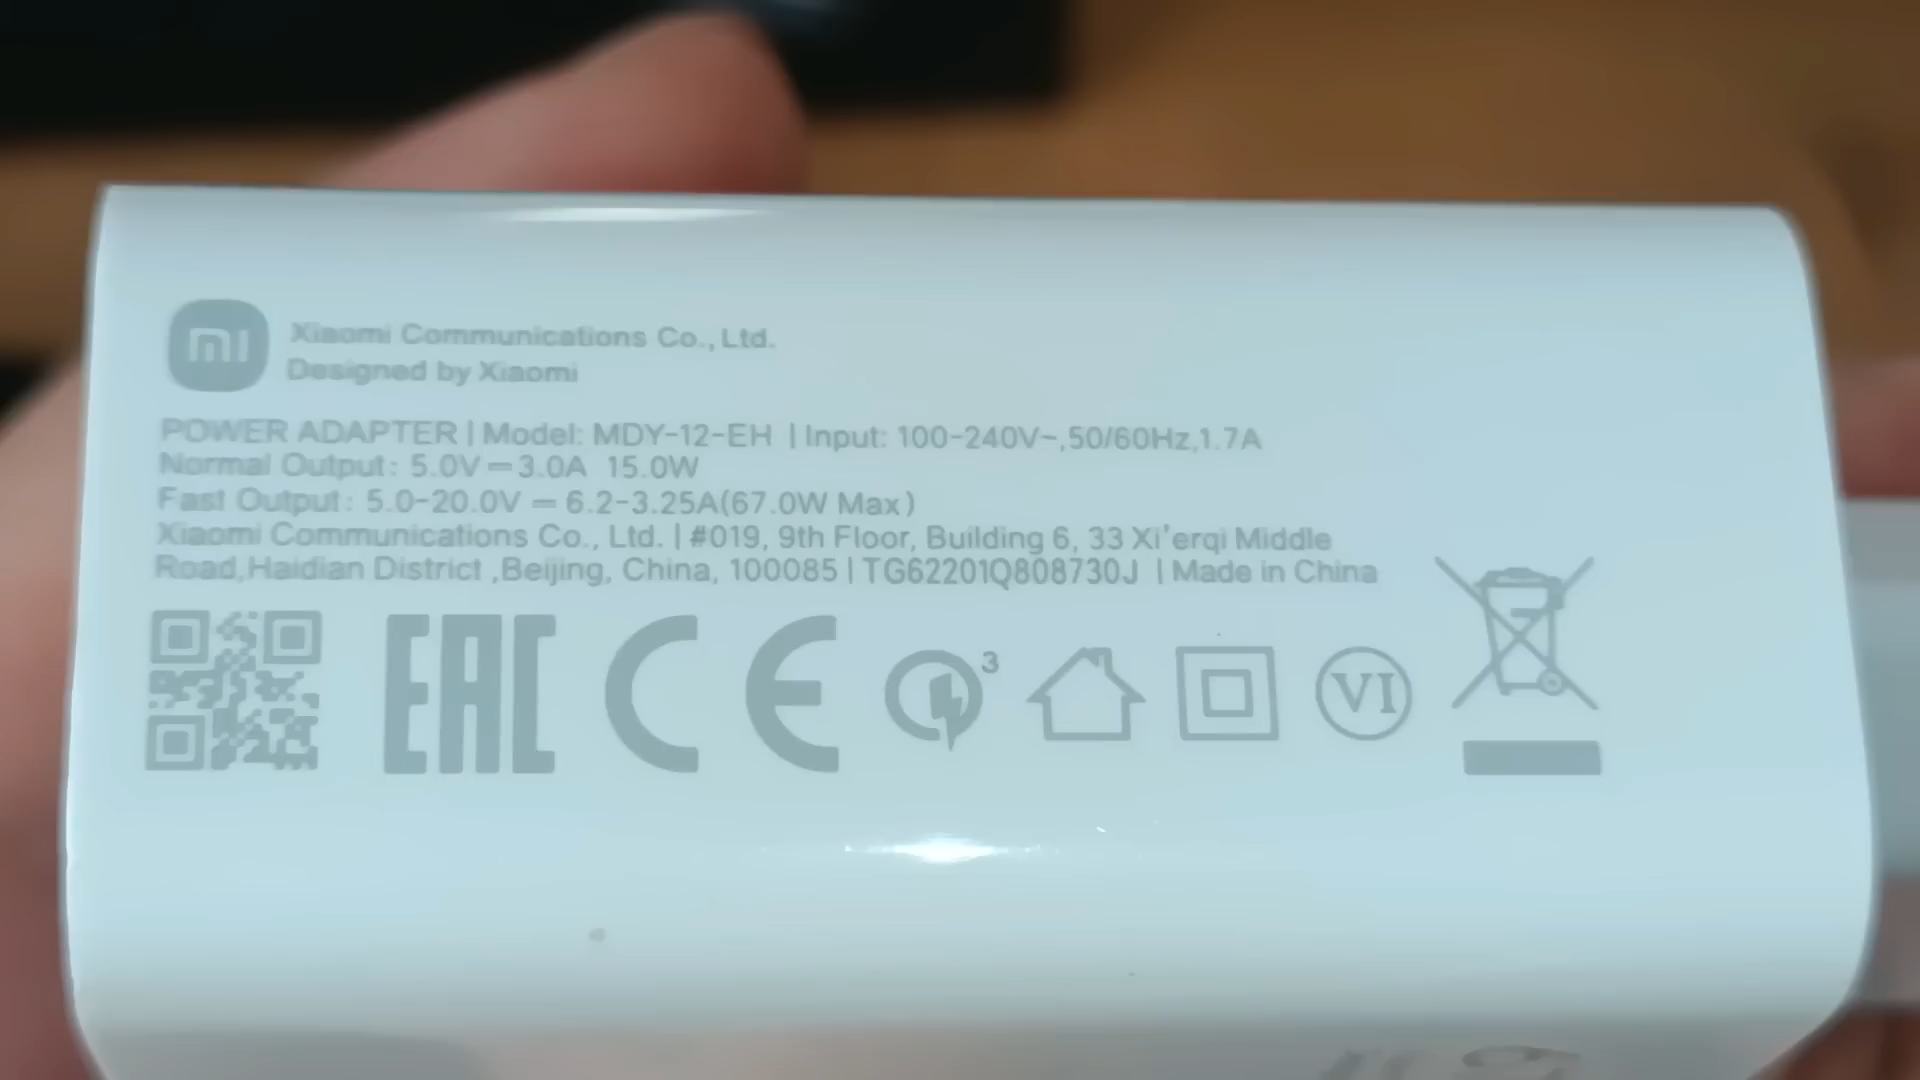 mi
Xiaomi Communications Co., Ltd.
Designed by Xiaomi
POWER ADAPTER | Model: MDY-12-EH | Input: 100-240V~,50/60Hz,1.7A
Normal Output: 5.0V⎓3.0A 15.0W
Fast Output: 5.0-20.0V ⎓ 6.2-3.25A(67.0W Max)
Xiaomi Communications Co., Ltd. | #019, 9th Floor, Building 6, 33 Xi'erqi Middle
Road,Haidian District ,Beijing, China, 100085 | TG62201Q808730J | Made in China
EAC CE 3 VI